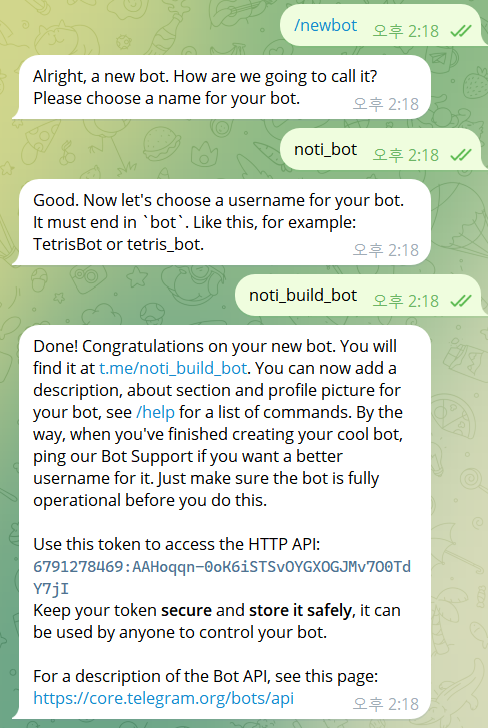 /newbot 오후 2:18
Alright, a new bot. How are we going to call it?
Please choose a name for your bot. 오후 2:18
noti_bot 오후 2:18
Good. Now let's choose a username for your bot.
It must end in `bot`. Like this, for example:
TetrisBot or tetris_bot. 오후 2:18
noti_build_bot 오후 2:18
Done! Congratulations on your new bot. You will
find it at t.me/noti_build_bot. You can now add a
description, about section and profile picture for
your bot, see /help for a list of commands. By the
way, when you've finished creating your cool bot,
ping our Bot Support if you want a better
username for it. Just make sure the bot is fully
operational before you do this.
Use this token to access the HTTP API:
6791278469:AAHoqqn-0oK6iSTSvOYGXOGJMv7O0Td
Y7jI
Keep your token secure and store it safely, it can
be used by anyone to control your bot.
For a description of the Bot API, see this page:
https://core.telegram.org/bots/api 오후 2:18